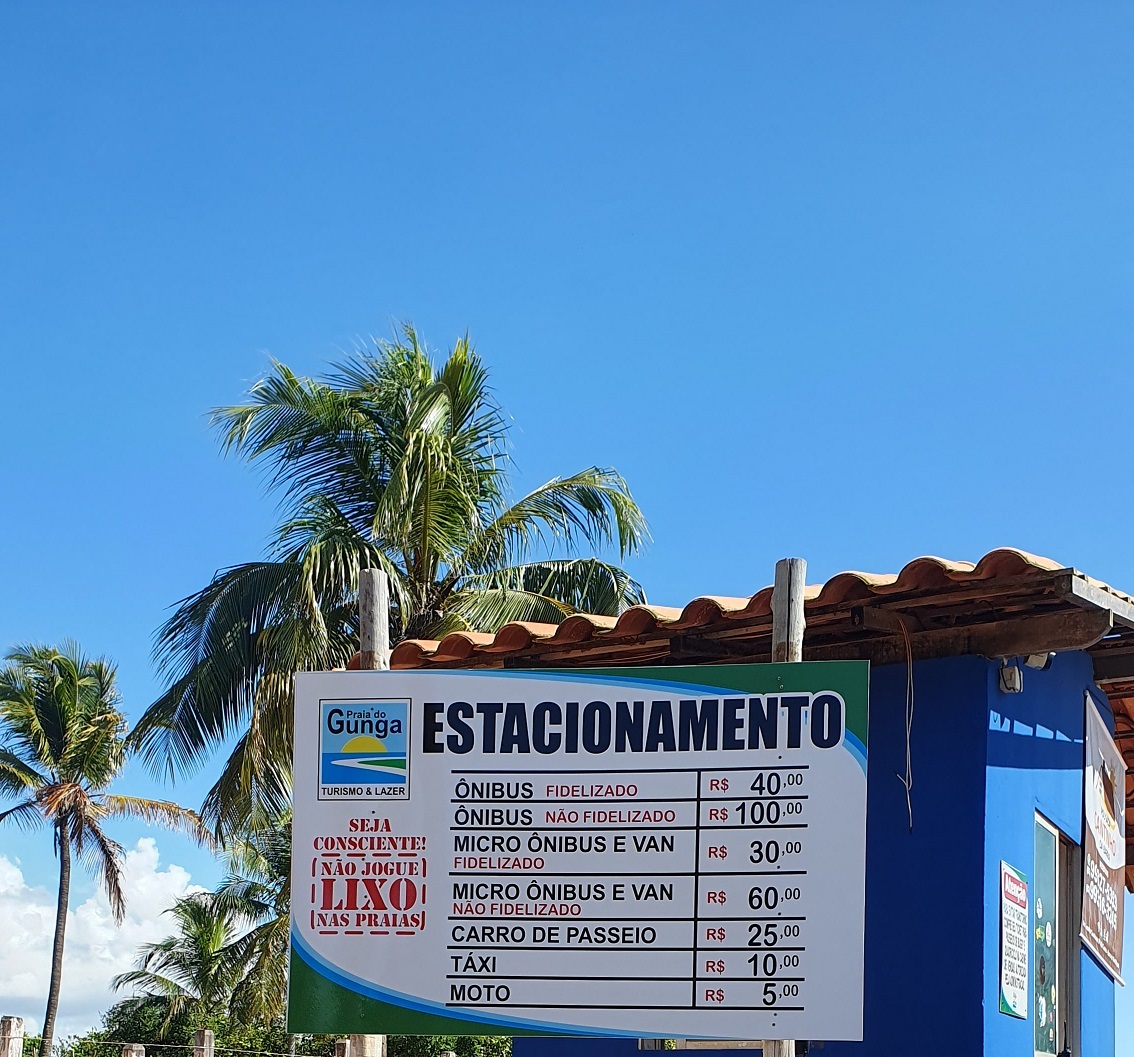 Praia do
Gunga
TURISMO & LAZER
ESTACIONAMENTO
ÔNIBUS FIDELIZADO R$ 40,00
ÔNIBUS NÃO FIDELIZADO R$ 100,00
MICRO ÔNIBUS E VAN
FIDELIZADO R$ 30,00
MICRO ÔNIBUS E VAN
NÃO FIDELIZADO R$ 60,00
CARRO DE PASSEIO R$ 25,00
TÁXI R$ 10,00
MOTO R$ 5,00
SEJA
CONSCIENTE!
NÃO JOGUE
LIXO
NAS PRAIAS
Atenção